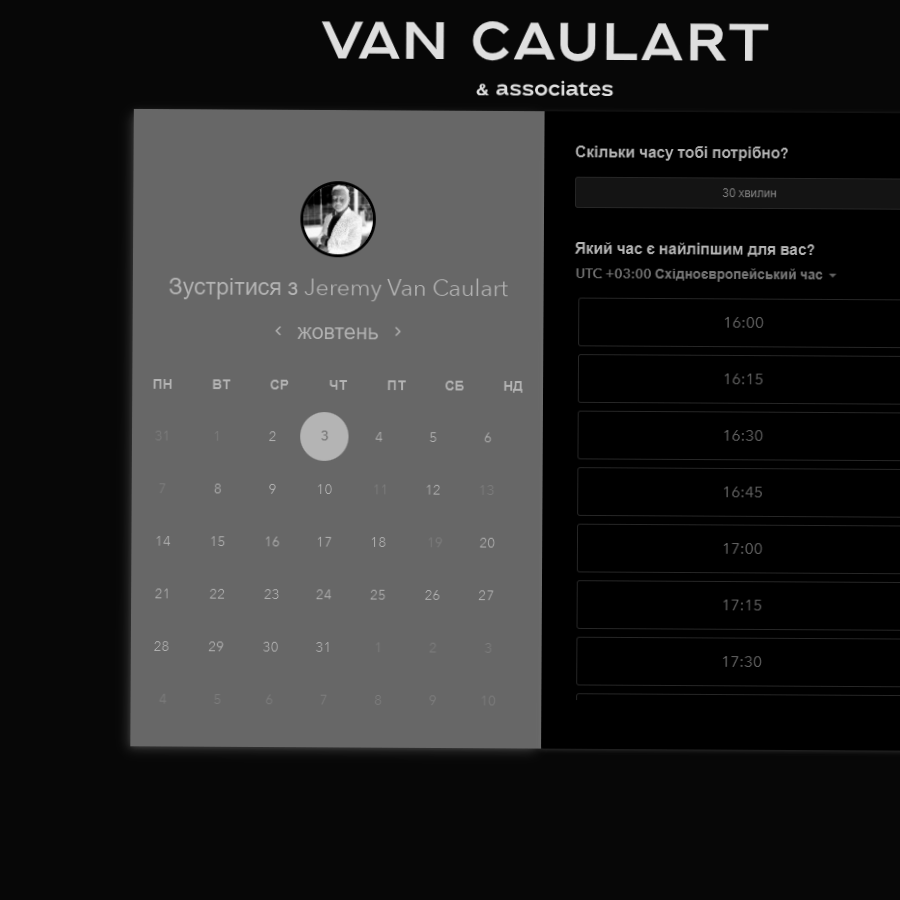 VAN CAULART
& associates
Зустрітися з Jeremy Van Caulart
‹ жовтень ›
ПН ВТ СР ЧТ ПТ СБ НД
31 1 2 3 4 5 6
7 8 9 10 11 12 13
14 15 16 17 18 19 20
21 22 23 24 25 26 27
28 29 30 31 1 2 3
4 5 6 7 8 9 10
Скільки часу тобі потрібно?
30 хвилин
Який час є найліпшим для вас?
UTC +03:00 Східноєвропейський час
16:00
16:15
16:30
16:45
17:00
17:15
17:30